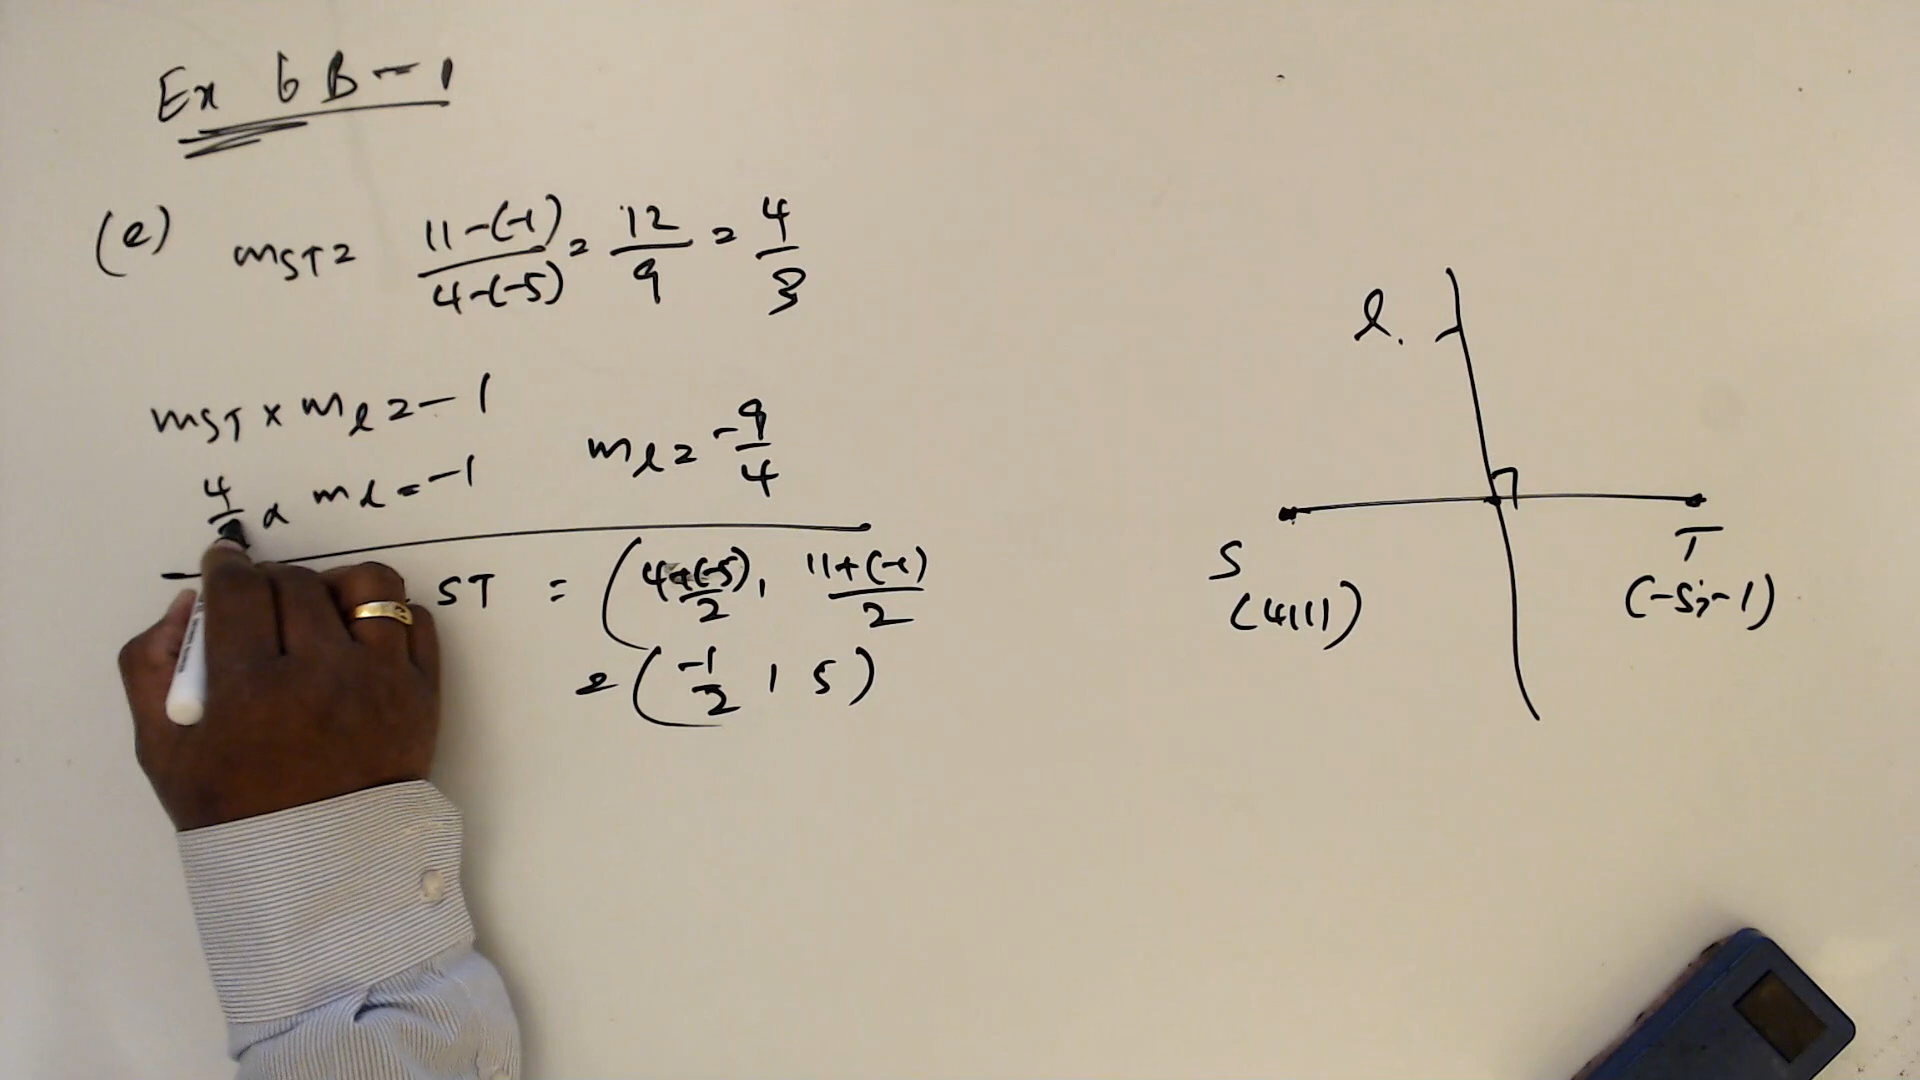 Ex 6B-1
(e) mST = 11-(-1)/4-(-5) = 12/9 = 4/3
mST x ml = -1
4/ x ml = -1
ml = -9/4
ST = (4+(-5)/2, 11+(-1)/2)
= (-1/2, 5)
l.
S
(4,11)
T
(-5,-1)